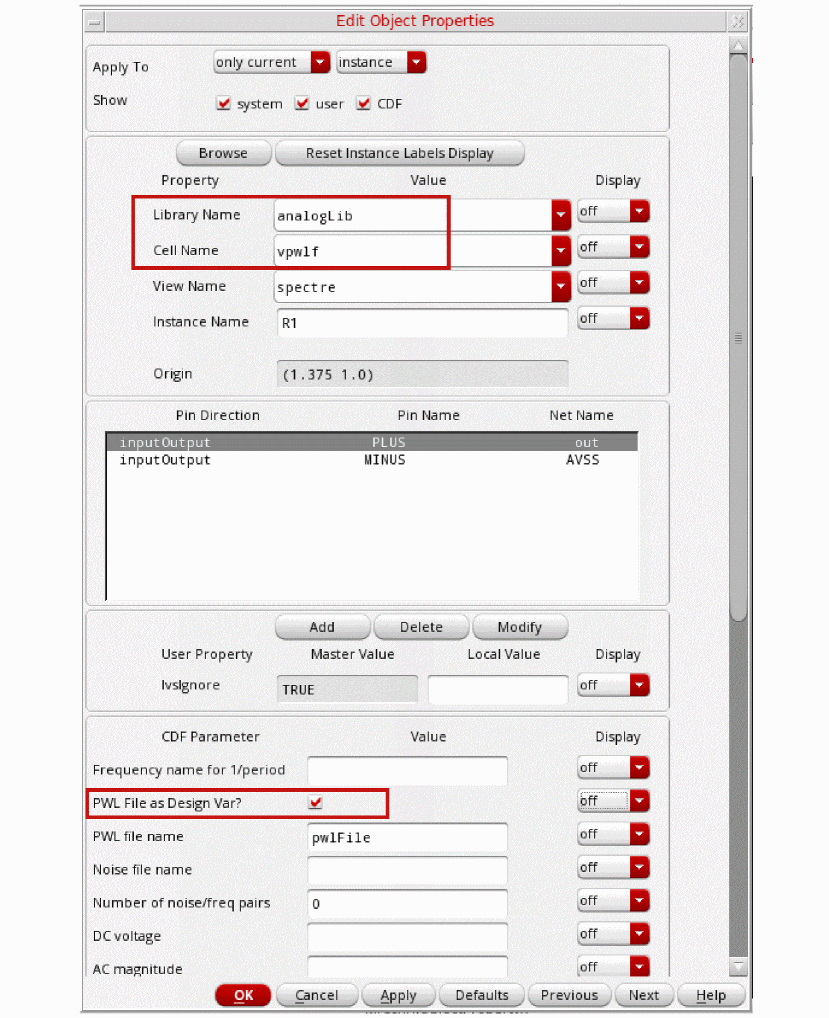 Edit Object Properties
Apply To only current instance
Show system user CDF
Browse Reset Instance Labels Display
Property Value Display
Library Name analogLib off
Cell Name vpwlf off
View Name spectre off
Instance Name R1 off
Origin (1.375 1.0)
Pin Direction Pin Name Net Name
inputOutput PLUS out
inputOutput MINUS AVSS
Add Delete Modify
User Property Master Value Local Value Display
lvsIgnore TRUE off
CDF Parameter Value Display
Frequency name for 1/period off
PWL File as Design Var? off
PWL file name pwlFile off
Noise file name off
Number of noise/freq pairs 0 off
DC voltage off
AC magnitude off
OK Cancel Apply Defaults Previous Next Help